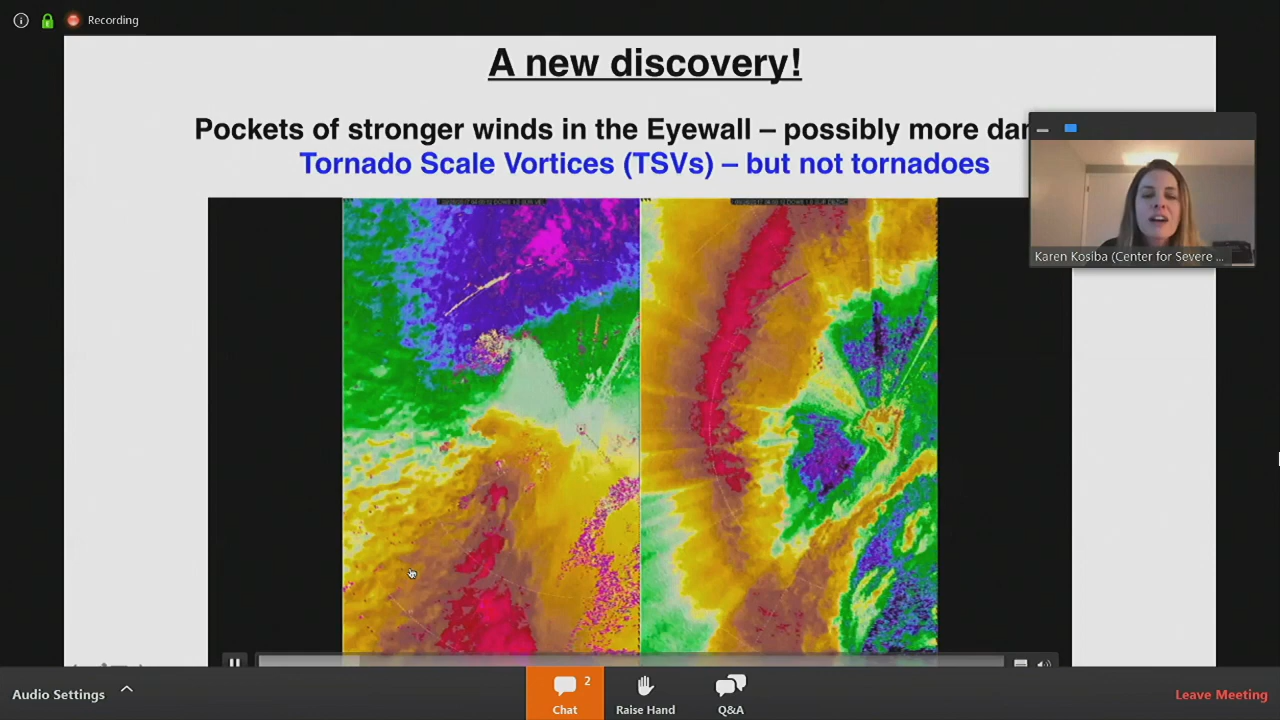 Recording
A new discovery!
Pockets of stronger winds in the Eyewall – possibly more dam
Tornado Scale Vortices (TSVs) – but not tornadoes
Karen Kosiba (Center for Severe ...
Audio Settings
Chat
2
Raise Hand
Q&A
Leave Meeting